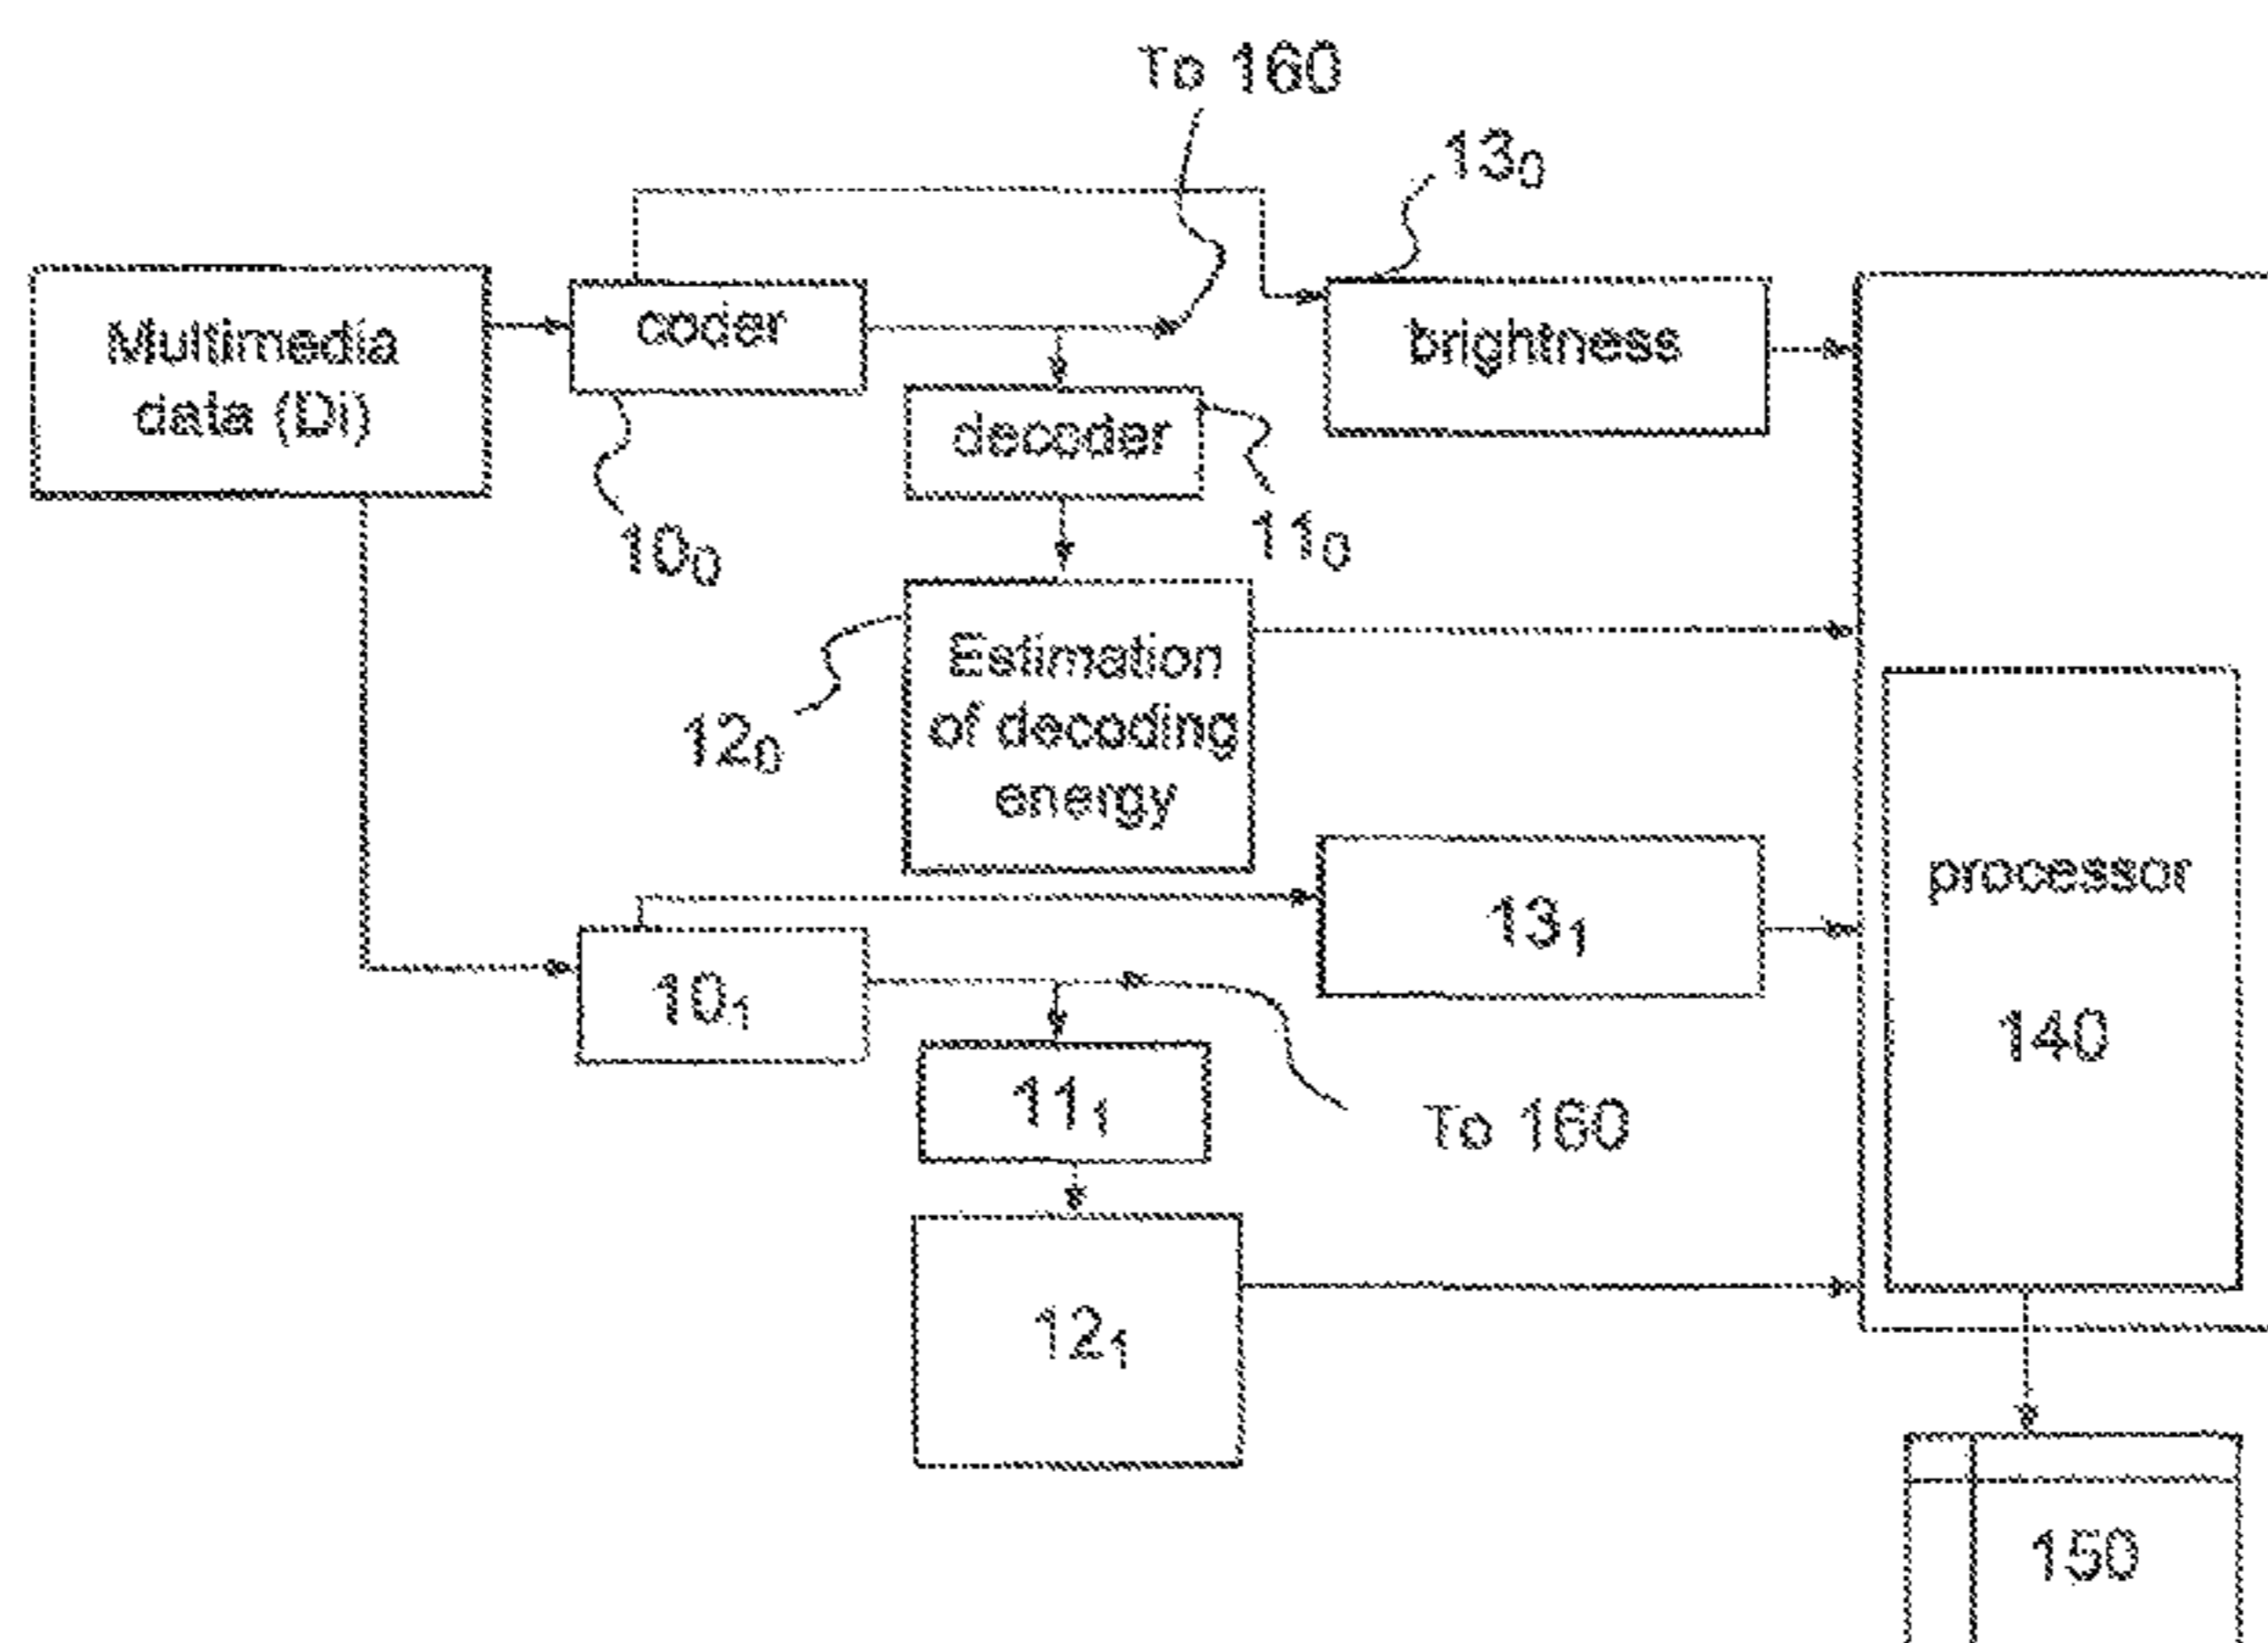 To 160
13₀
Multimedia
data (Di)
coder
brightness
decoder
10₀
11₀
Estimation
of decoding
energy
12₀
processor
140
13₁
10₁
11₁
To 160
12₁
150